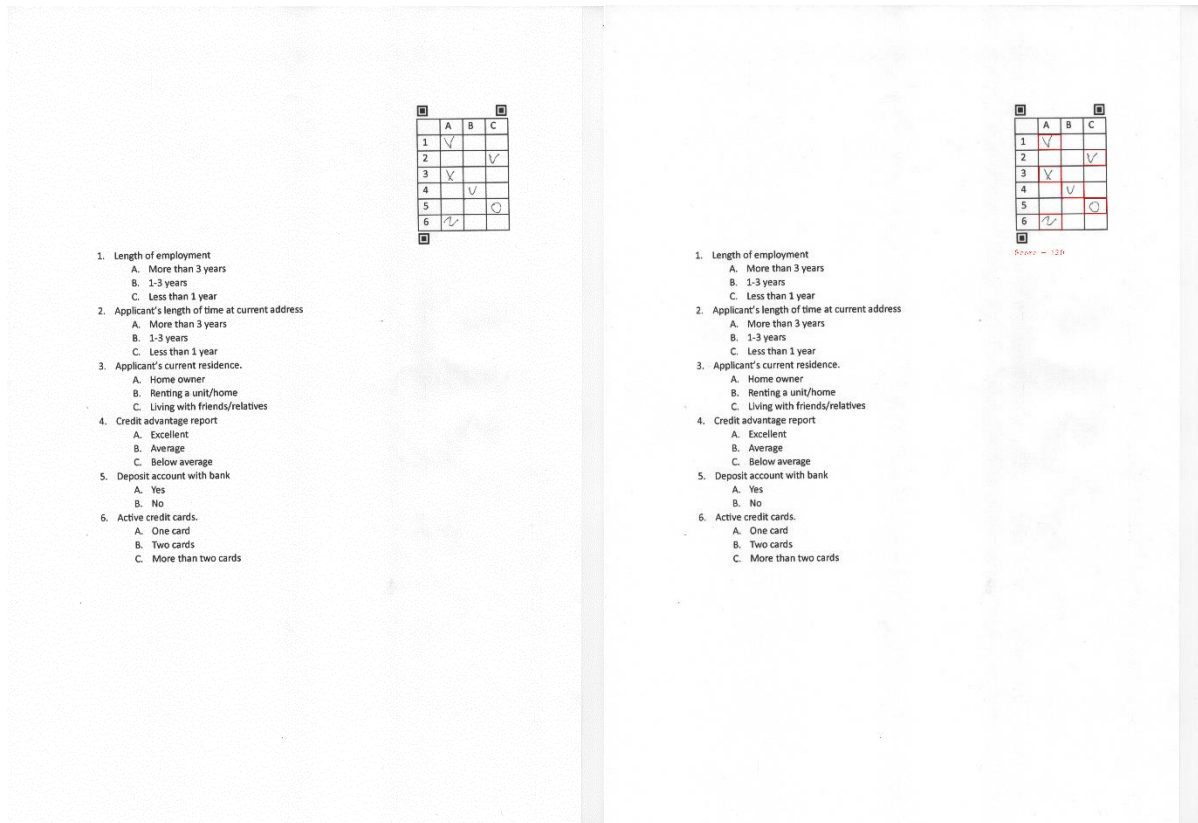 A B C
1 V
2 V
3 X
4 V
5 O
6
1. Length of employment
A. More than 3 years
B. 1-3 years
C. Less than 1 year
2. Applicant's length of time at current address
A. More than 3 years
B. 1-3 years
C. Less than 1 year
3. Applicant's current residence.
A. Home owner
B. Renting a unit/home
C. Living with friends/relatives
4. Credit advantage report
A. Excellent
B. Average
C. Below average
5. Deposit account with bank
A. Yes
B. No
6. Active credit cards.
A. One card
B. Two cards
C. More than two cards
A B C
1 V
2 V
3 X
4 V
5 O
6
Score = 120
1. Length of employment
A. More than 3 years
B. 1-3 years
C. Less than 1 year
2. Applicant's length of time at current address
A. More than 3 years
B. 1-3 years
C. Less than 1 year
3. Applicant's current residence.
A. Home owner
B. Renting a unit/home
C. Living with friends/relatives
4. Credit advantage report
A. Excellent
B. Average
C. Below average
5. Deposit account with bank
A. Yes
B. No
6. Active credit cards.
A. One card
B. Two cards
C. More than two cards